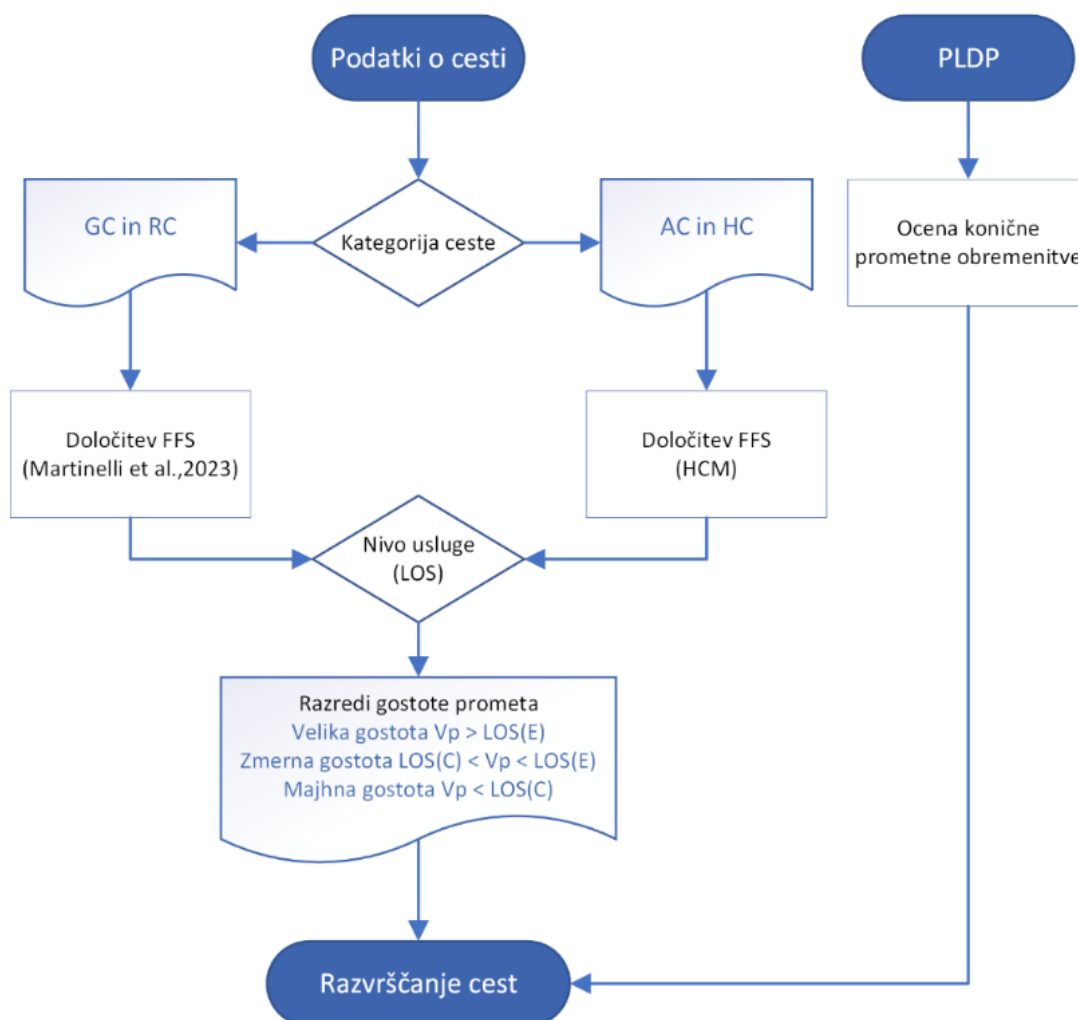 Podatki o cesti
PLDP
GC in RC
Kategorija ceste
AC in HC
Ocena konične
prometne obremenitve
Določitev FFS
(Martinelli et al.,2023)
Določitev FFS
(HCM)
Nivo usluge
(LOS)
Razredi gostote prometa
Velika gostota Vp > LOS(E)
Zmerna gostota LOS(C) < Vp < LOS(E)
Majhna gostota Vp < LOS(C)
Razvrščanje cest